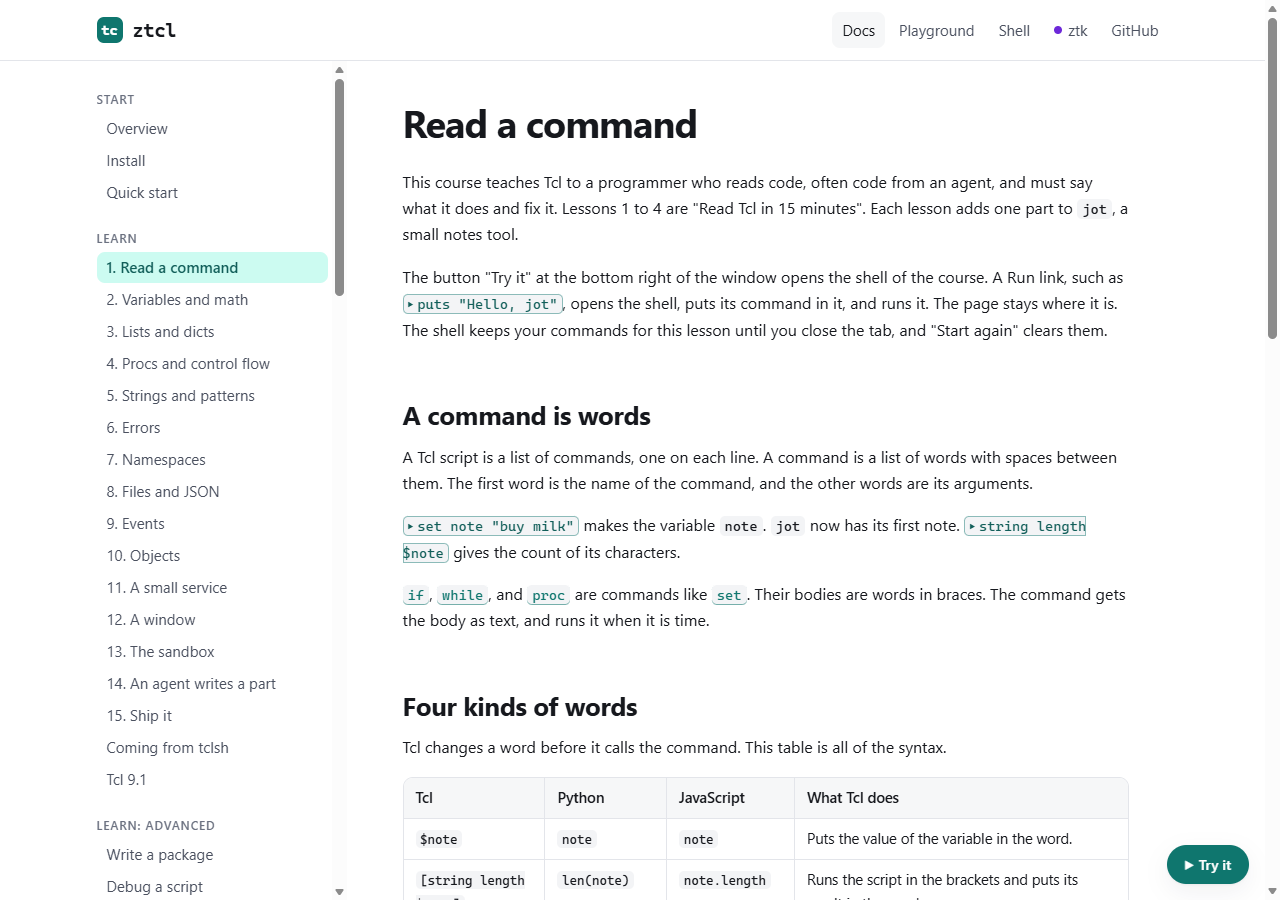 tc ztcl
Docs Playground Shell ztk GitHub
START
Overview
Install
Quick start
LEARN
1. Read a command
2. Variables and math
3. Lists and dicts
4. Procs and control flow
5. Strings and patterns
6. Errors
7. Namespaces
8. Files and JSON
9. Events
10. Objects
11. A small service
12. A window
13. The sandbox
14. An agent writes a part
15. Ship it
Coming from tclsh
Tcl 9.1
LEARN: ADVANCED
Write a package
Debug a script
Read a command
This course teaches Tcl to a programmer who reads code, often code from an agent, and must say
what it does and fix it. Lessons 1 to 4 are "Read Tcl in 15 minutes". Each lesson adds one part to jot, a
small notes tool.
The button "Try it" at the bottom right of the window opens the shell of the course. A Run link, such as
puts "Hello, jot", opens the shell, puts its command in it, and runs it. The page stays where it is.
The shell keeps your commands for this lesson until you close the tab, and "Start again" clears them.
A command is words
A Tcl script is a list of commands, one on each line. A command is a list of words with spaces between
them. The first word is the name of the command, and the other words are its arguments.
set note "buy milk" makes the variable note. jot now has its first note. string length
$note gives the count of its characters.
if, while, and proc are commands like set. Their bodies are words in braces. The command gets
the body as text, and runs it when it is time.
Four kinds of words
Tcl changes a word before it calls the command. This table is all of the syntax.
Tcl Python JavaScript What Tcl does
$note note note Puts the value of the variable in the word.
[string length len(note) note.length Runs the script in the brackets and puts its
Try it